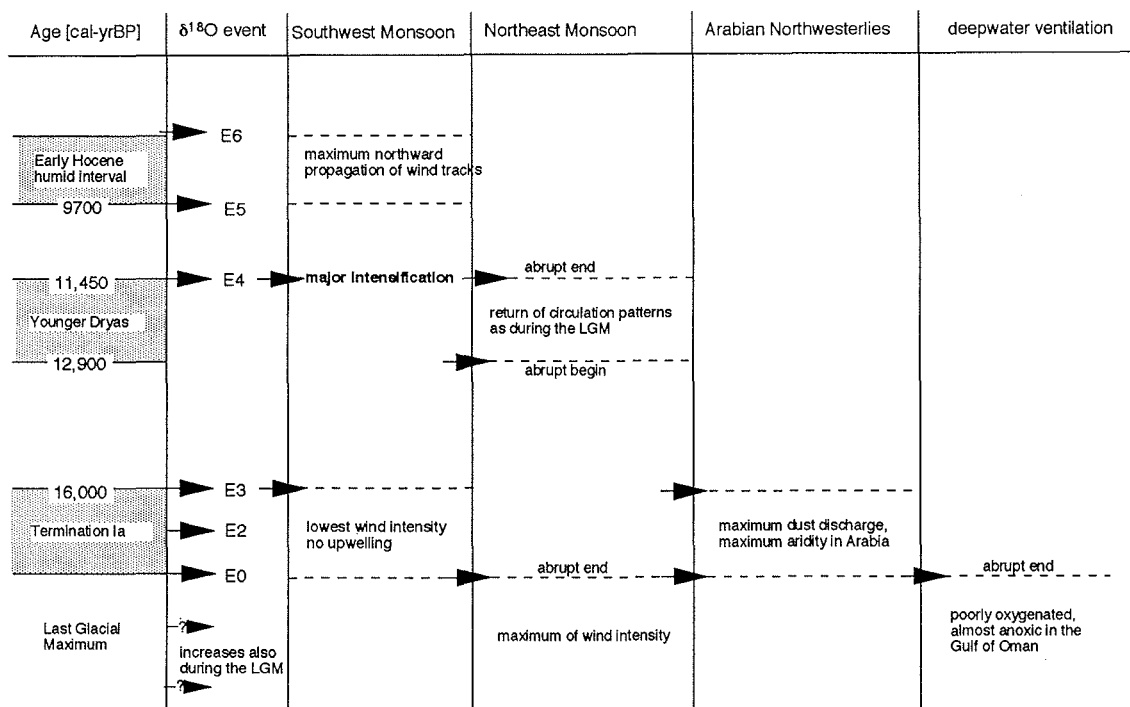 Age [cal-yrBP]
δ18O event
Southwest Monsoon
Northeast Monsoon
Arabian Northwesterlies
deepwater ventilation
E6
Early Hocene
humid interval
maximum northward
propagation of wind tracks
9700
E5
11,450
E4
major intensification
abrupt end
Younger Dryas
return of circulation patterns
as during the LGM
12,900
abrupt begin
16,000
E3
Termination Ia
E2
lowest wind intensity
no upwelling
maximum dust discharge,
maximum aridity in Arabia
E0
abrupt end
abrupt end
Last Glacial
Maximum
?
increases also
during the LGM
?
maximum of wind intensity
poorly oxygenated,
almost anoxic in the
Gulf of Oman